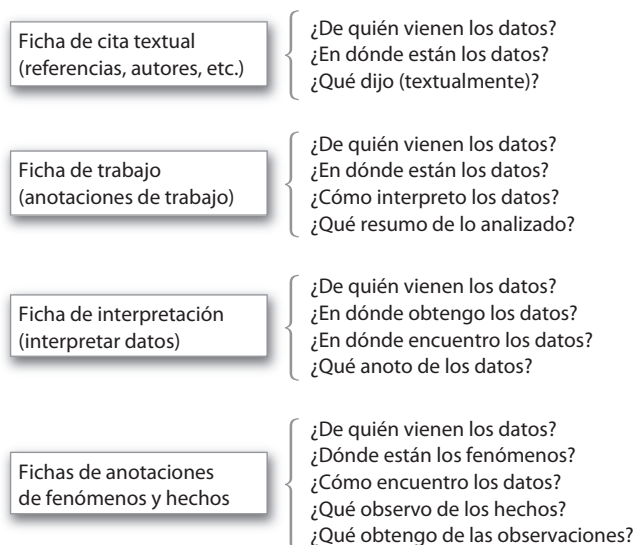 Ficha de cita textual
(referencias, autores, etc.)
¿De quién vienen los datos?
¿En dónde están los datos?
¿Qué dijo (textualmente)?
Ficha de trabajo
(anotaciones de trabajo)
¿De quién vienen los datos?
¿En dónde están los datos?
¿Cómo interpreto los datos?
¿Qué resumo de lo analizado?
Ficha de interpretación
(interpretar datos)
¿De quién vienen los datos?
¿En dónde obtengo los datos?
¿En dónde encuentro los datos?
¿Qué anoto de los datos?
Fichas de anotaciones
de fenómenos y hechos
¿De quién vienen los datos?
¿Dónde están los fenómenos?
¿Cómo encuentro los datos?
¿Qué observo de los hechos?
¿Qué obtengo de las observaciones?